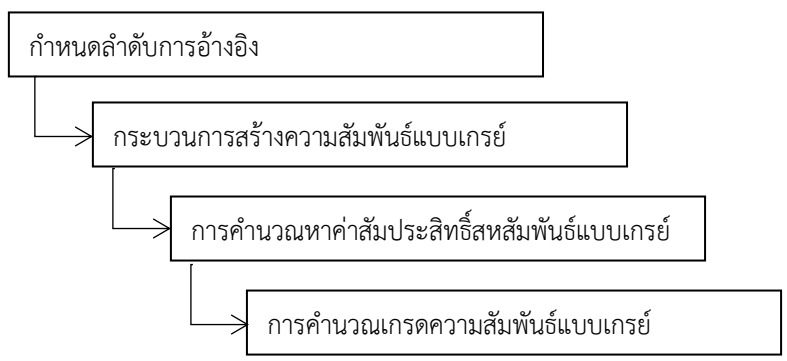 กำหนดลำดับการอ้างอิง
กระบวนการสร้างความสัมพันธ์แบบเกรย์
การคำนวณหาค่าสัมประสิทธิ์สหสัมพันธ์แบบเกรย์
การคำนวณเกรดความสัมพันธ์แบบเกรย์